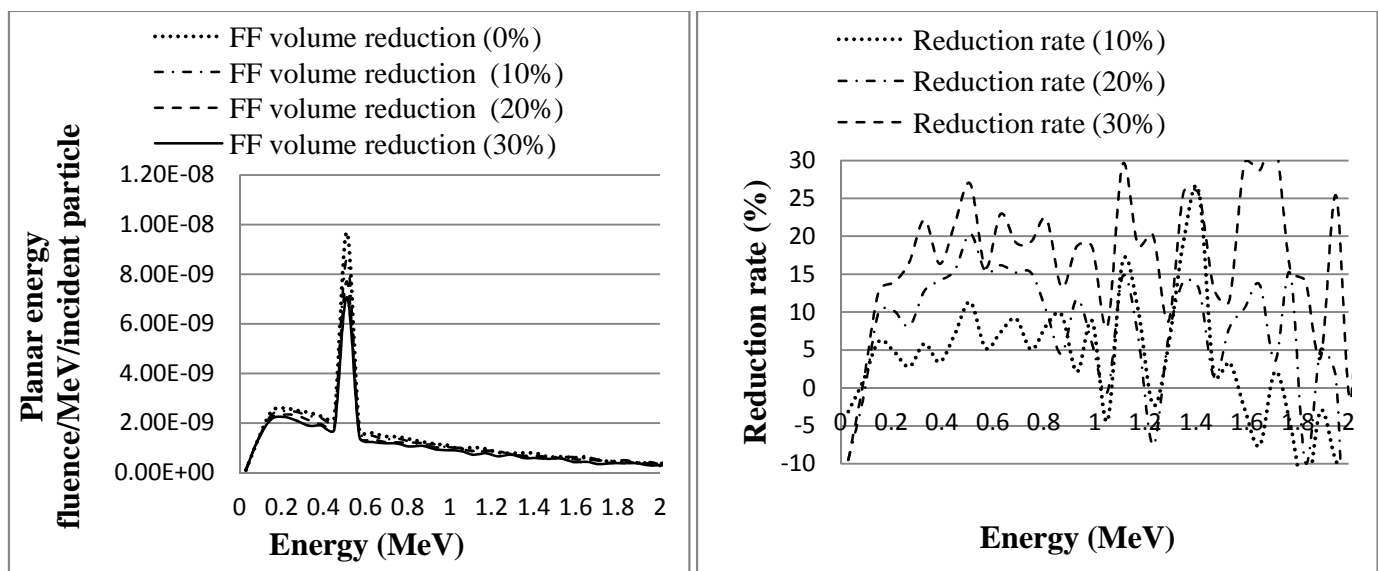 FF volume reduction (0%)
FF volume reduction (10%)
FF volume reduction (20%)
FF volume reduction (30%)
Planar energy
fluence/MeV/incident particle
1.20E-08
1.00E-08
8.00E-09
6.00E-09
4.00E-09
2.00E-09
0.00E+00
0 0.2 0.4 0.6 0.8 1 1.2 1.4 1.6 1.8 2
Energy (MeV)
Reduction rate (10%)
Reduction rate (20%)
Reduction rate (30%)
Reduction rate (%)
30
25
20
15
10
5
0
-5
-10
0 0.2 0.4 0.6 0.8 1 1.2 1.4 1.6 1.8 2
Energy (MeV)